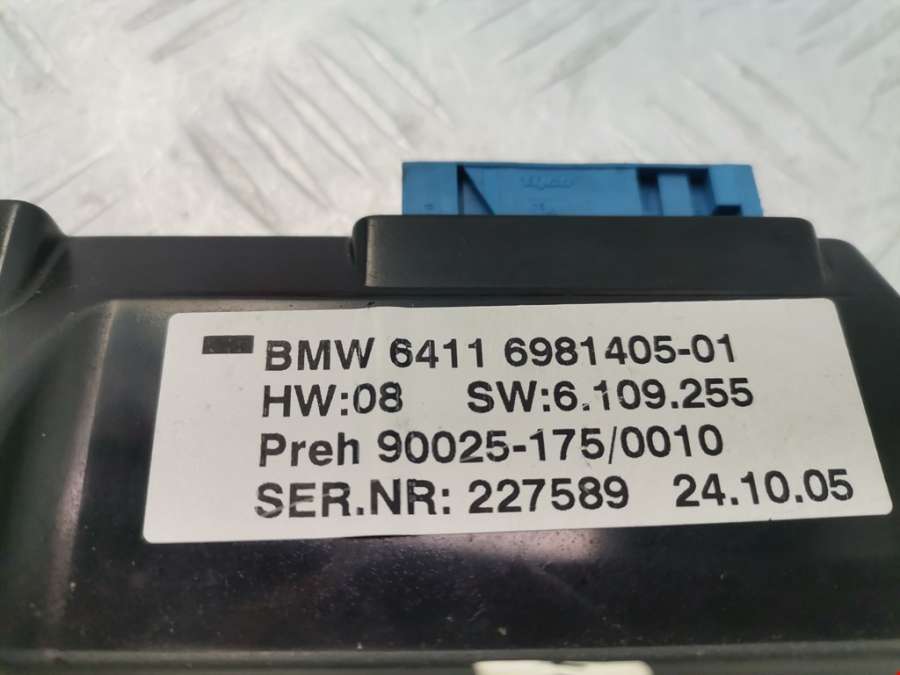 tyco
BMW 6411 6981405-01
HW:08 SW:6.109.255
Preh 90025-175/0010
SER.NR: 227589 24.10.05